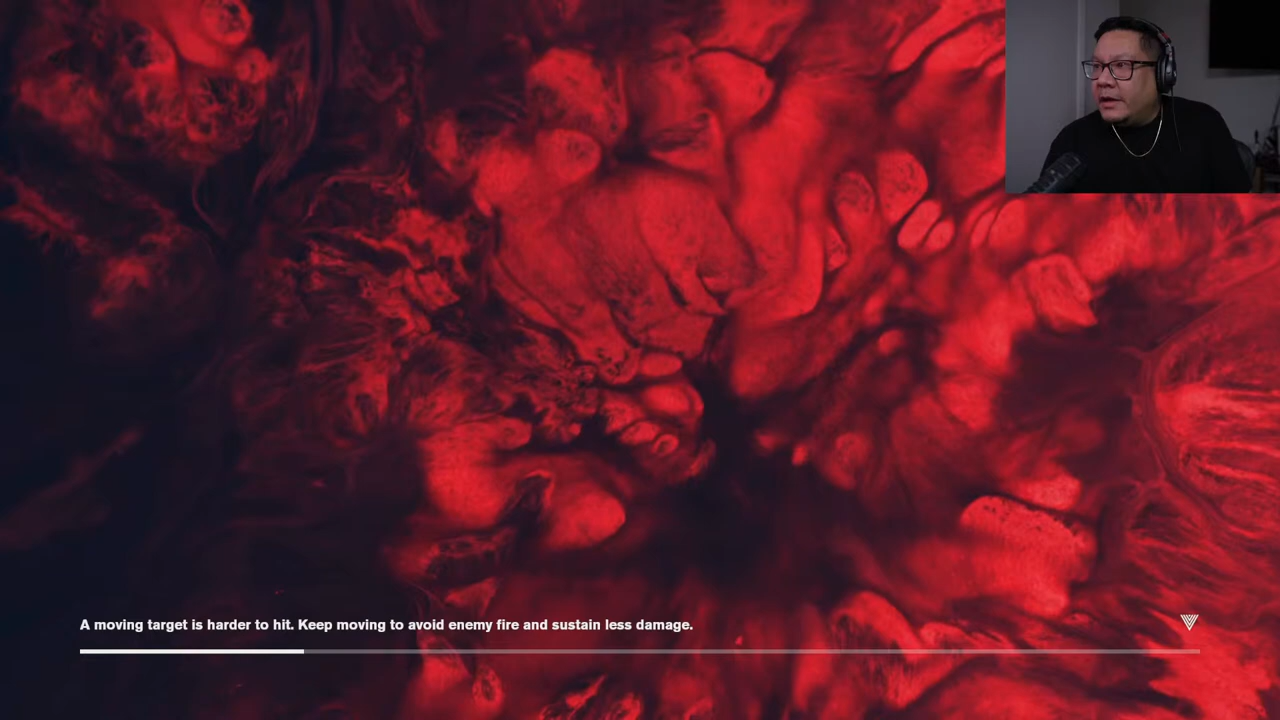 A moving target is harder to hit. Keep moving to avoid enemy fire and sustain less damage.